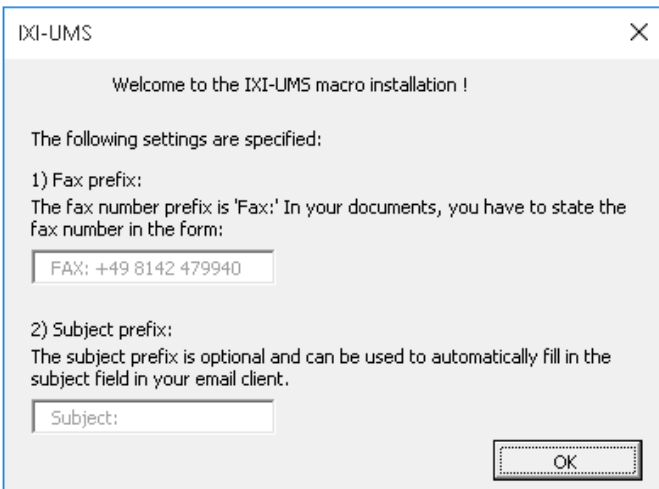 IXI-UMS
Welcome to the IXI-UMS macro installation !
The following settings are specified:
1) Fax prefix:
The fax number prefix is 'Fax:' In your documents, you have to state the
fax number in the form:
FAX: +49 8142 479940
2) Subject prefix:
The subject prefix is optional and can be used to automatically fill in the
subject field in your email client.
Subject:
OK